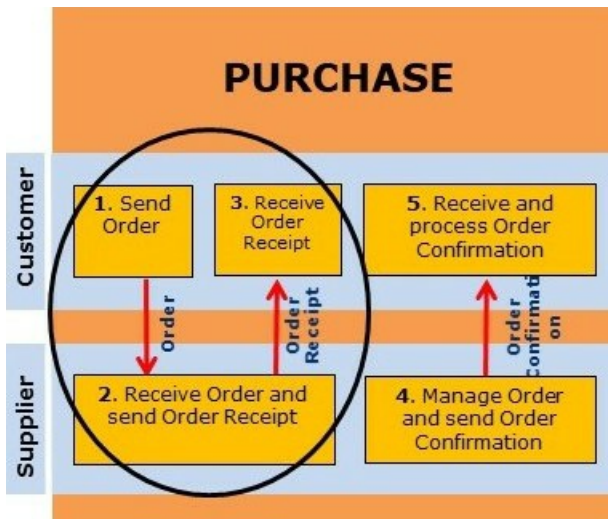 PURCHASE
Customer
1. Send
Order
3. Receive
Order
Receipt
5. Receive and
process Order
Confirmation
Order
Order
Receipt
Order
Confirmati
on
Supplier
2. Receive Order and
send Order Receipt
4. Manage Order
and send Order
Confirmation